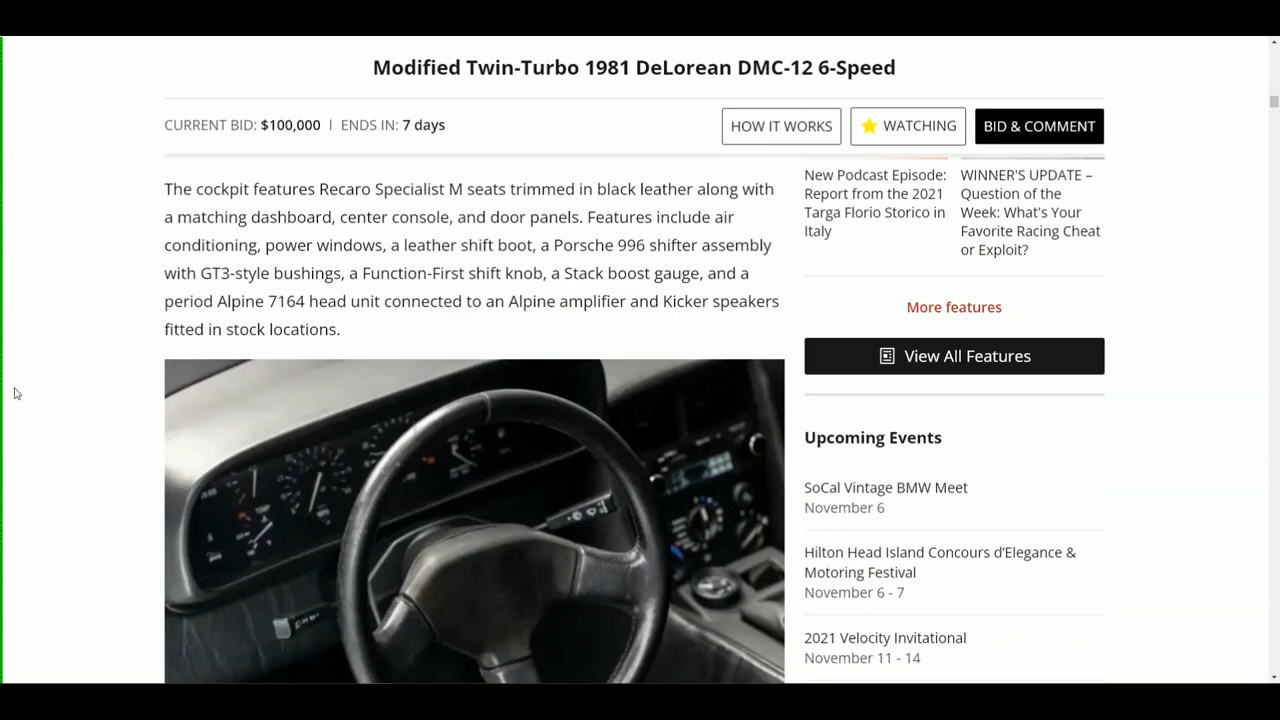 Modified Twin-Turbo 1981 DeLorean DMC-12 6-Speed
CURRENT BID: $100,000 | ENDS IN: 7 days
HOW IT WORKS
WATCHING
BID & COMMENT
The cockpit features Recaro Specialist M seats trimmed in black leather along with
a matching dashboard, center console, and door panels. Features include air
conditioning, power windows, a leather shift boot, a Porsche 996 shifter assembly
with GT3-style bushings, a Function-First shift knob, a Stack boost gauge, and a
period Alpine 7164 head unit connected to an Alpine amplifier and Kicker speakers
fitted in stock locations.
New Podcast Episode:
Report from the 2021
Targa Florio Storico in
Italy
WINNER'S UPDATE –
Question of the
Week: What's Your
Favorite Racing Cheat
or Exploit?
More features
View All Features
Upcoming Events
SoCal Vintage BMW Meet
November 6
Hilton Head Island Concours d'Elegance &
Motoring Festival
November 6 - 7
2021 Velocity Invitational
November 11 - 14